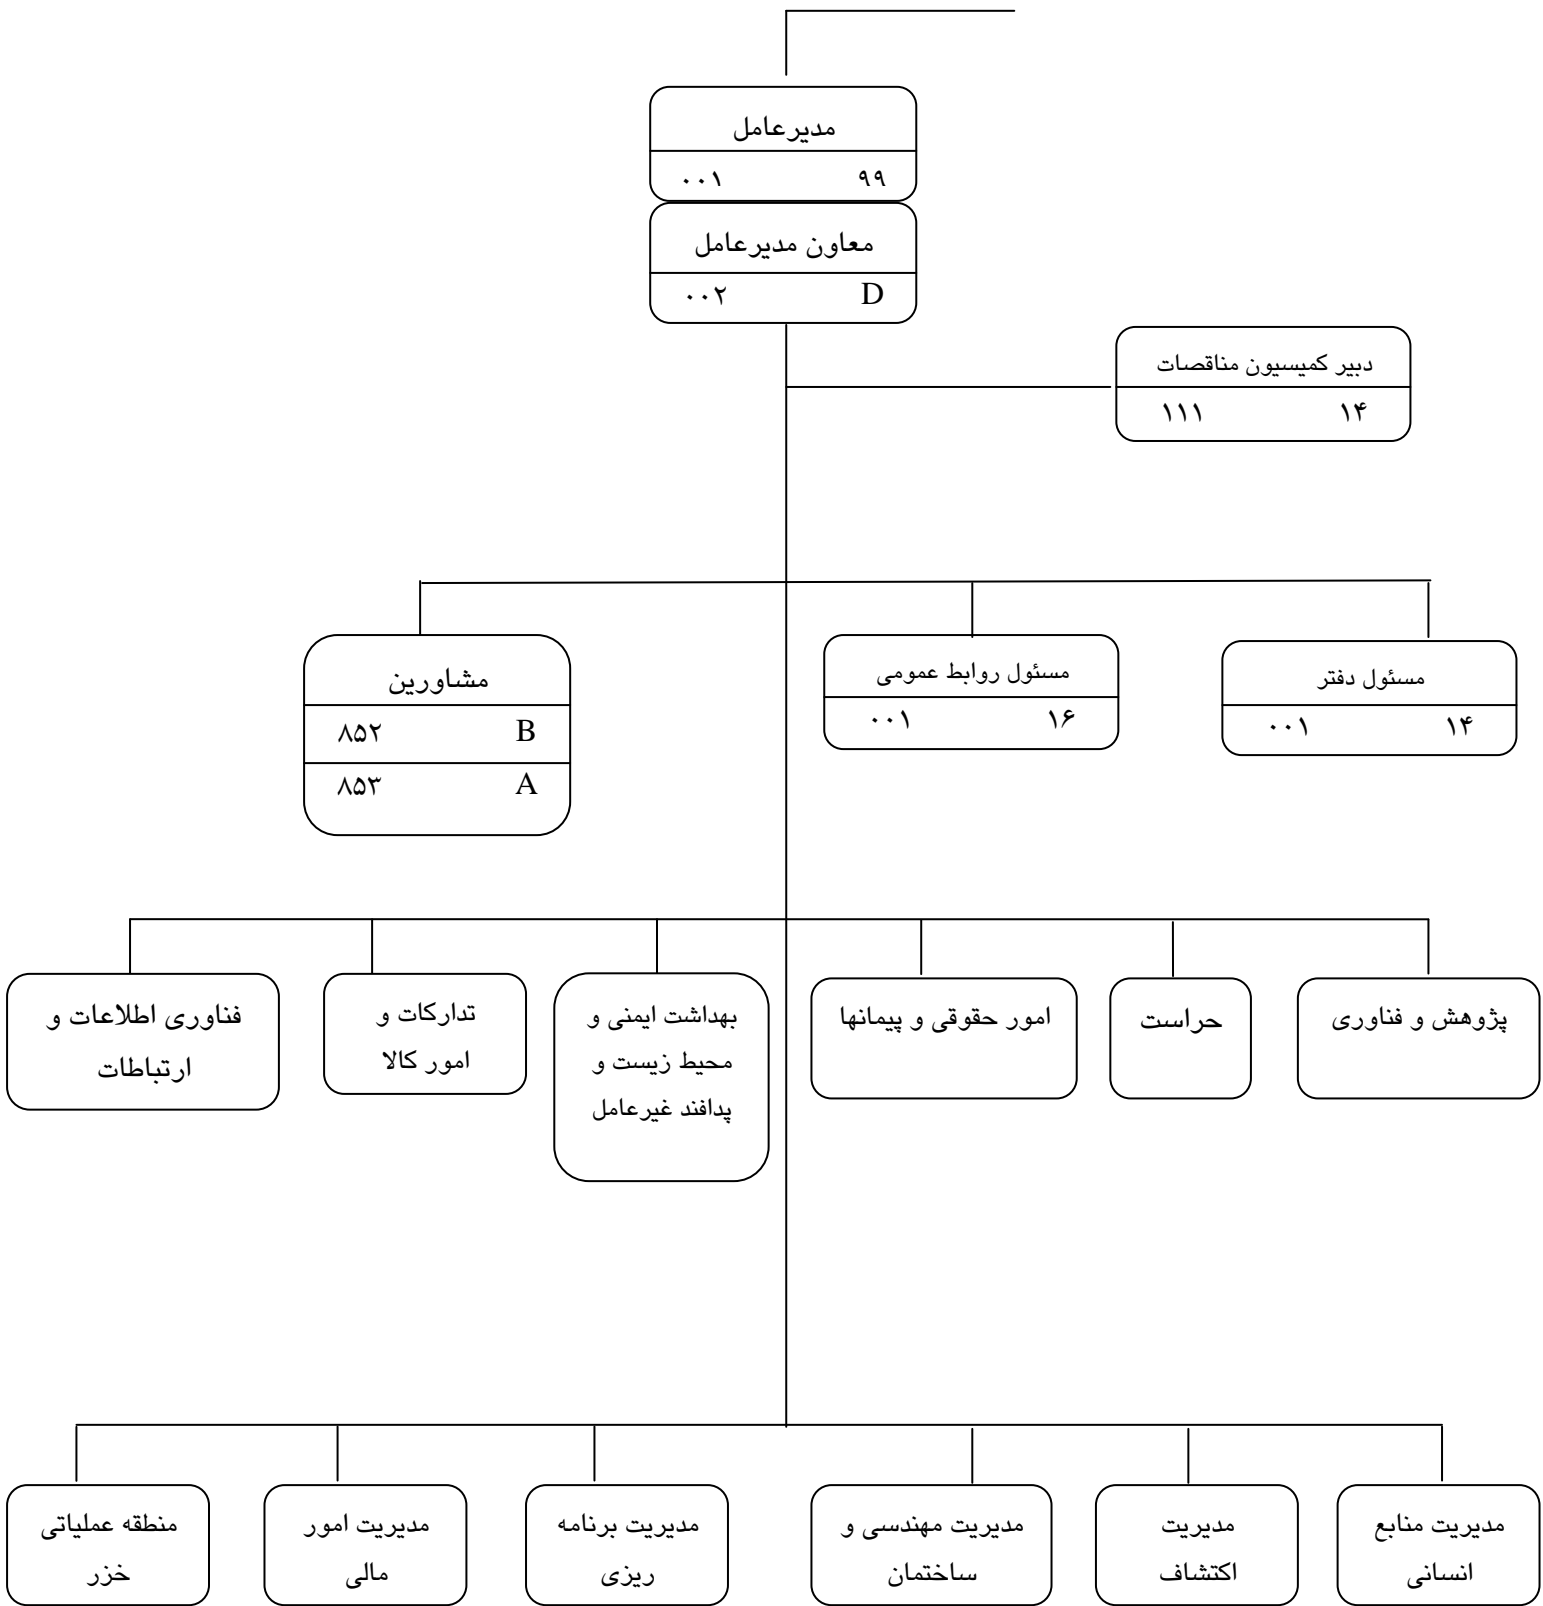 مدیرعامل
۹۹ ۰۰۱
معاون مدیرعامل
D ۰۰۲
دبیر کمیسیون مناقصات
۱۴ ۱۱۱
مسئول دفتر
۱۴ ۰۰۱
مسئول روابط عمومی
۱۶ ۰۰۱
مشاورین
B ۸۵۲
A ۸۵۳
پژوهش و فناوری
حراست
امور حقوقی و پیمانها
بهداشت ایمنی و
محیط زیست و
پدافند غیرعامل
تدارکات و
امور کالا
فناوری اطلاعات و
ارتباطات
مدیریت منابع
انسانی
مدیریت
اکتشاف
مدیریت مهندسی و
ساختمان
مدیریت برنامه
ریزی
مدیریت امور
مالی
منطقه عملیاتی
خزر